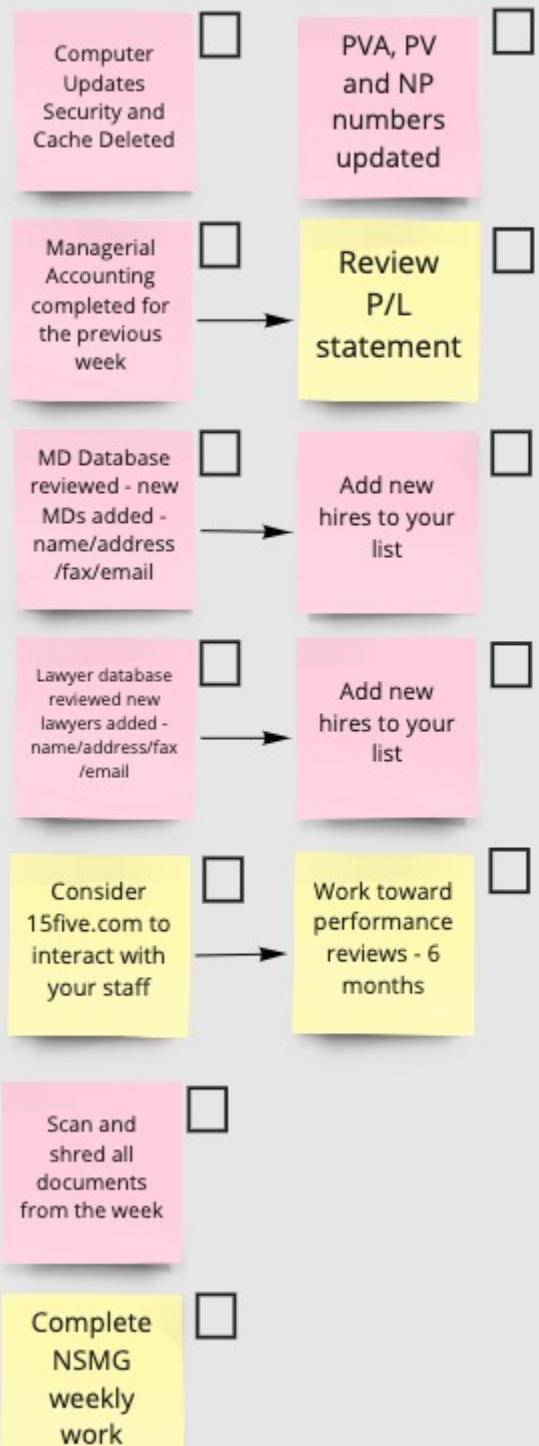 Computer
Updates
Security and
Cache Deleted
PVA, PV
and NP
numbers
updated
Managerial
Accounting
completed for
the previous
week
Review
P/L
statement
MD Database
reviewed - new
MDs added -
name/address
/fax/email
Add new
hires to your
list
Lawyer database
reviewed new
lawyers added -
name/address/fax
/email
Add new
hires to your
list
Consider
15five.com to
interact with
your staff
Work toward
performance
reviews - 6
months
Scan and
shred all
documents
from the week
Complete
NSMG
weekly
work